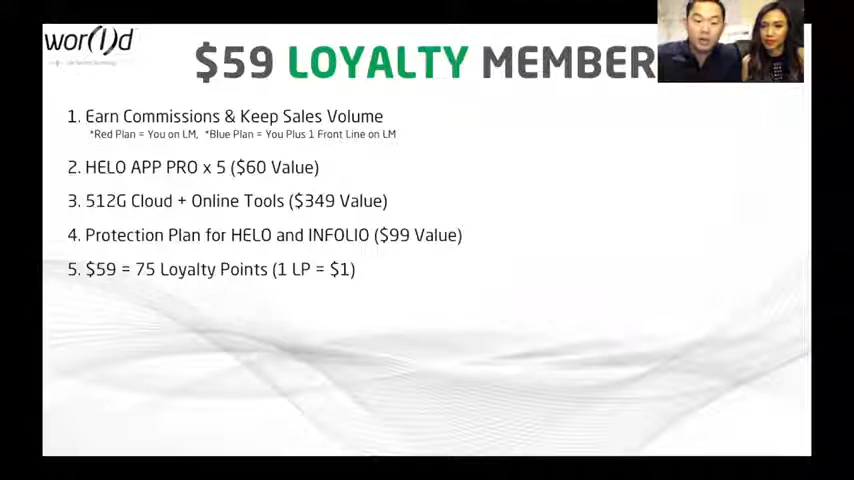 wor(l)d
$59 LOYALTY MEMBER
1. Earn Commissions & Keep Sales Volume
*Red Plan = You on LM, *Blue Plan = You Plus 1 Front Line on LM
2. HELO APP PRO x 5 ($60 Value)
3. 512G Cloud + Online Tools ($349 Value)
4. Protection Plan for HELO and INFOLIO ($99 Value)
5. $59 = 75 Loyalty Points (1 LP = $1)